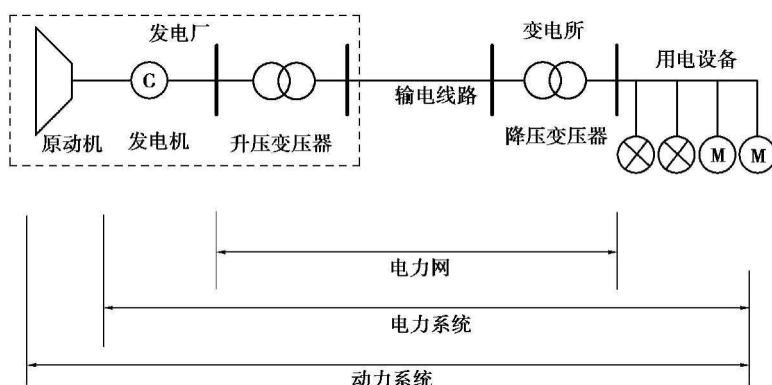 发电厂
变电所
用电设备
C
输电线路
原动机
发电机
升压变压器
降压变压器
M
M
电力网
电力系统
动力系统